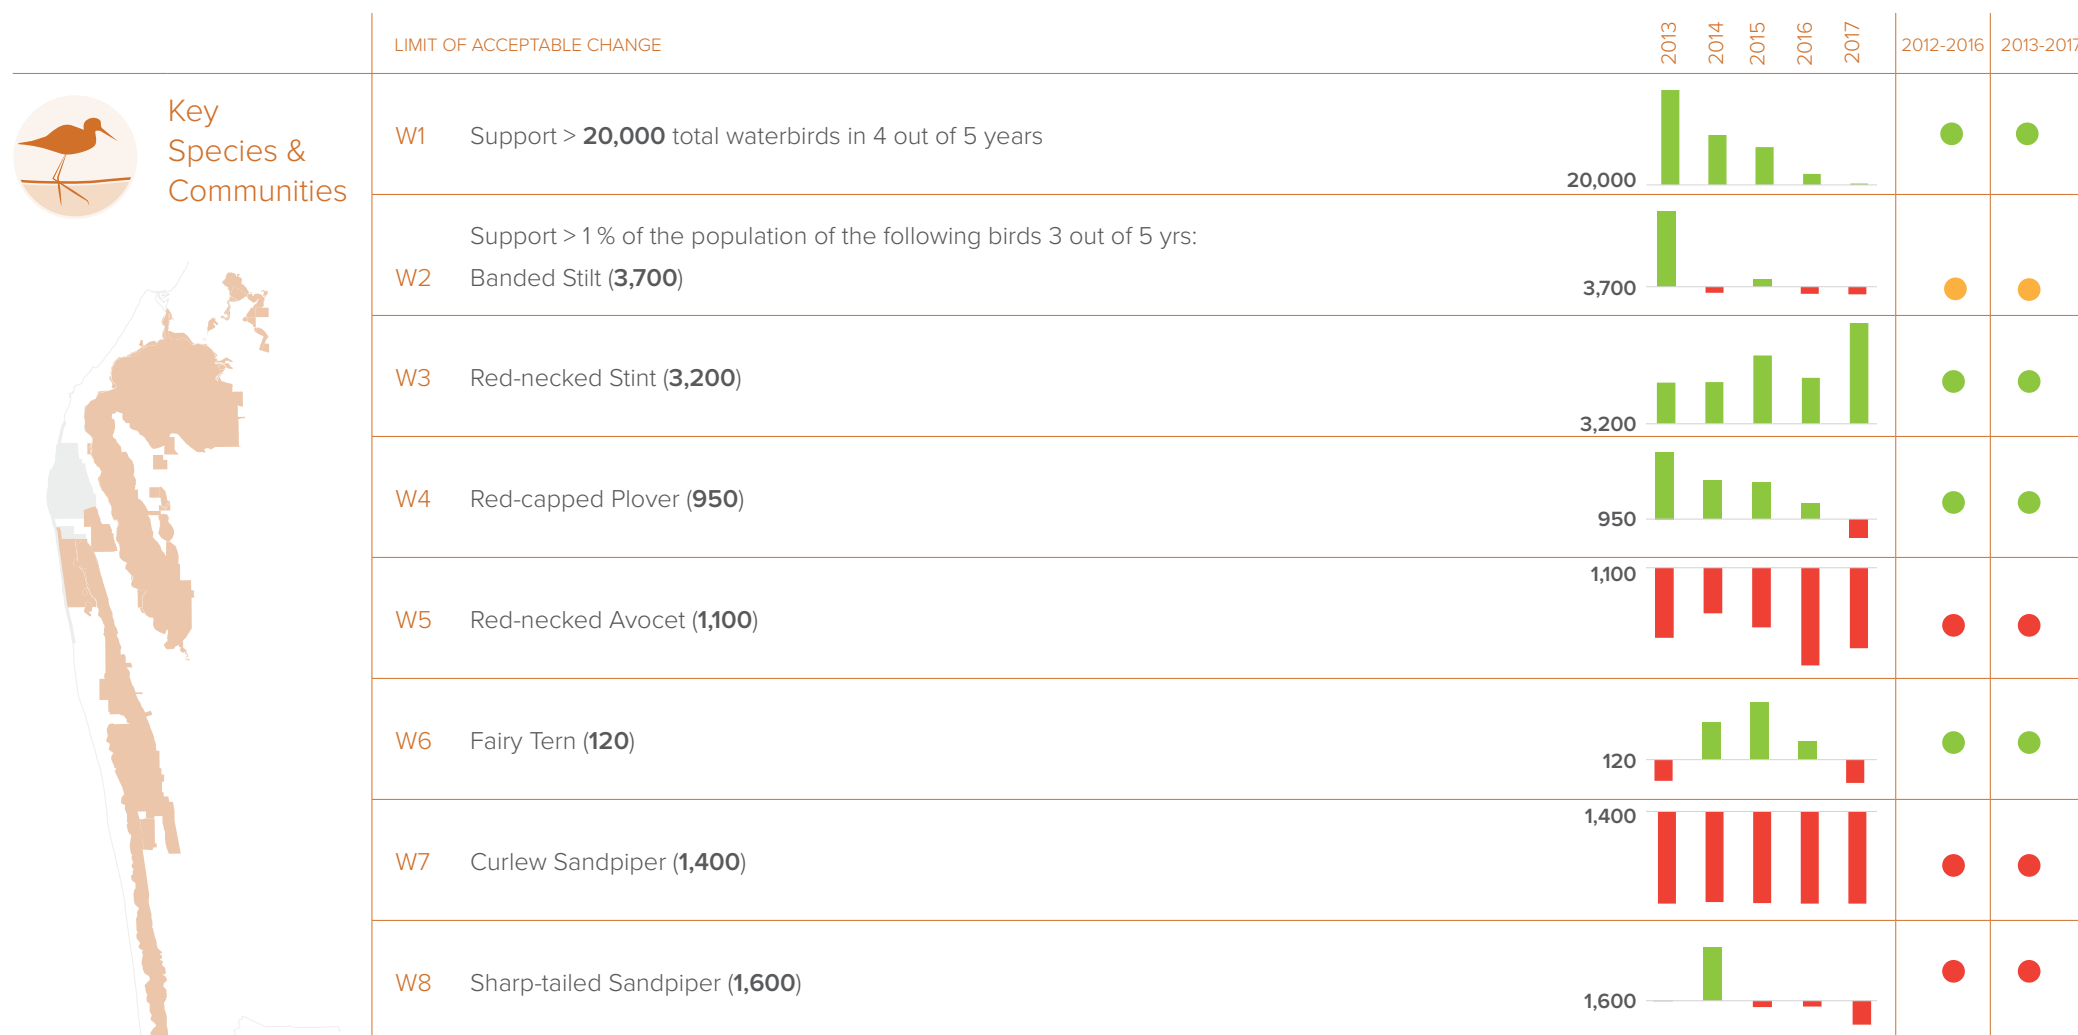 LIMIT OF ACCEPTABLE CHANGE
2013
2014
2015
2016
2017
2012-2016
2013-2017
Key
Species &
Communities
W1 Support > 20,000 total waterbirds in 4 out of 5 years
20,000
Support > 1 % of the population of the following birds 3 out of 5 yrs:
W2 Banded Stilt (3,700)
3,700
W3 Red-necked Stint (3,200)
3,200
W4 Red-capped Plover (950)
950
W5 Red-necked Avocet (1,100)
1,100
W6 Fairy Tern (120)
120
W7 Curlew Sandpiper (1,400)
1,400
W8 Sharp-tailed Sandpiper (1,600)
1,600